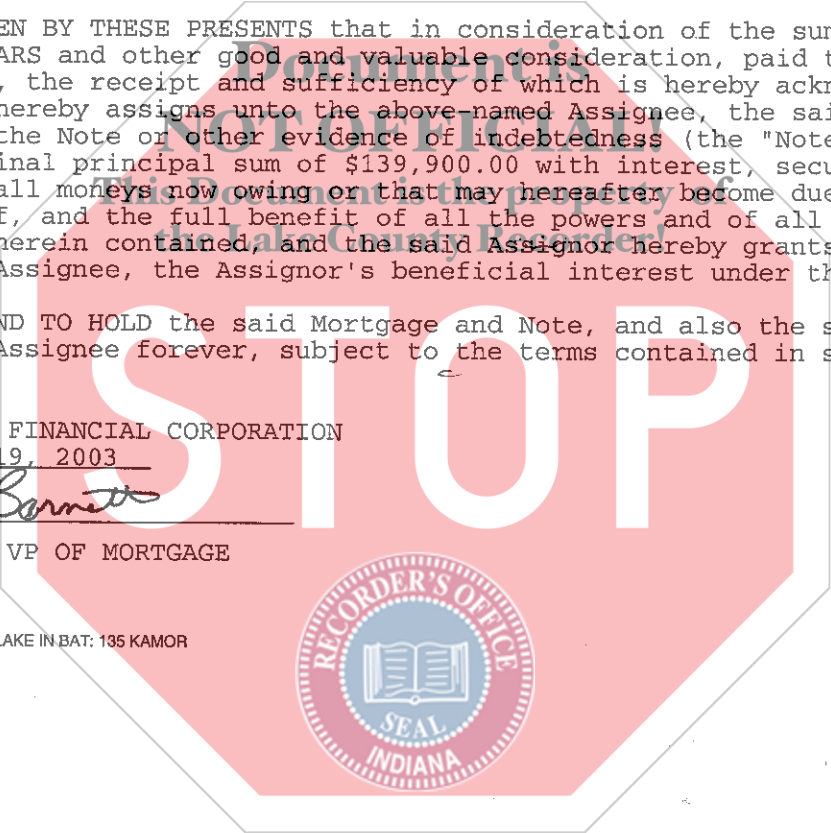 EN BY THESE PRESENTS that in consideration of the sum
ARS and other good and valuable consideration, paid t
, the receipt and sufficiency of which is hereby ackn
hereby assigns unto the above-named Assignee, the sai
the Note or other evidence of indebtedness (the "Note
inal principal sum of $139,900.00 with interest, secu
all moneys now owing or that may hereafter become due
f, and the full benefit of all the powers and of all
herein contained, and the said Assignor hereby grants
Assignee, the Assignor's beneficial interest under th
ND TO HOLD the said Mortgage and Note, and also the s
Assignee forever, subject to the terms contained in s
FINANCIAL CORPORATION
19, 2003
Barnett
VP OF MORTGAGE
LAKE IN BAT: 135 KAMOR
Document is
NOT OFFICIAL!
This Document is the property of
the Lake County Recorder!
STOP
RECORDER'S OFFICE
SEAL
INDIANA